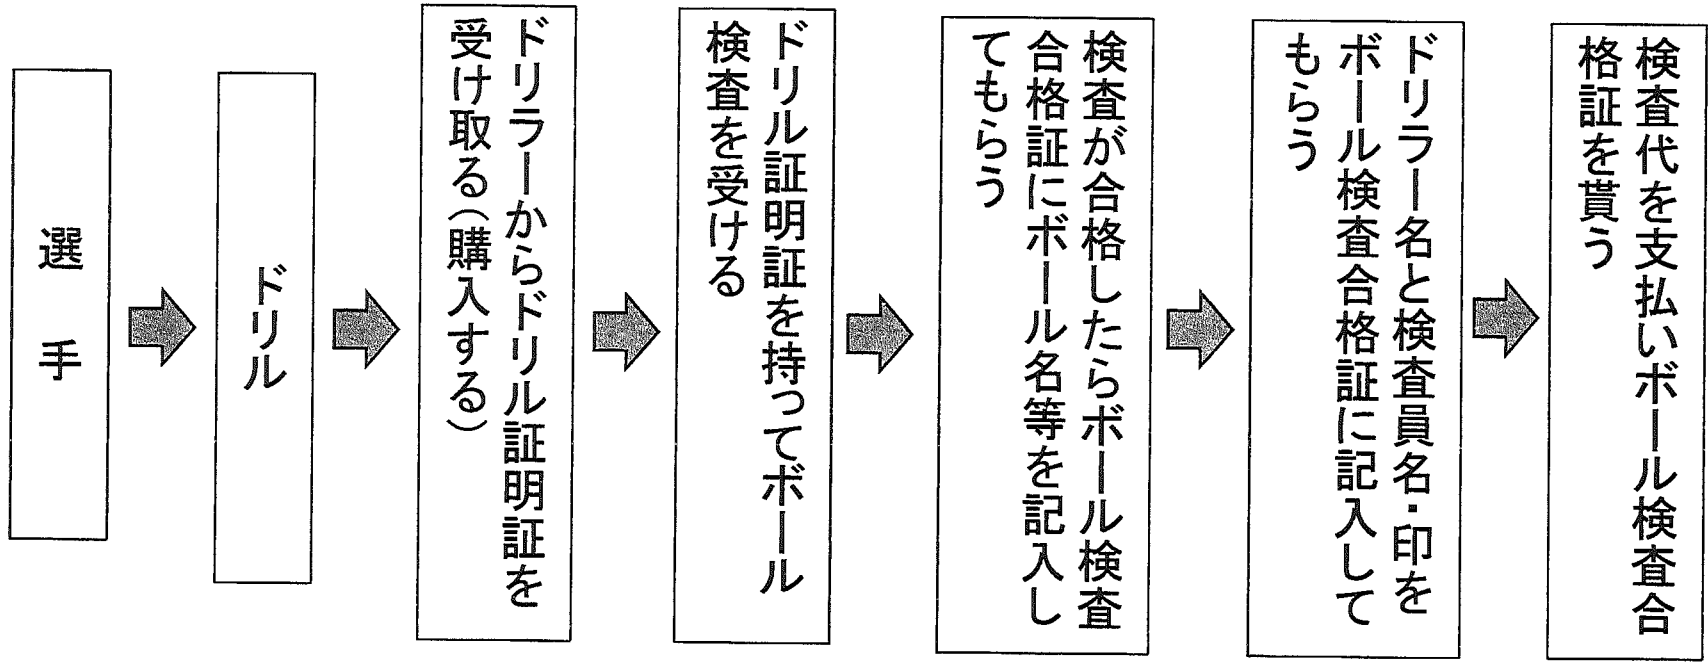 選手
ドリル
ドリラーからドリル証明証を
受け取る(購入する)
ドリル証明証を持ってボール
検査を受ける
検査が合格したらボール検査
合格証にボール名等を記入し
てもらう
ドリラー名と検査員名・印を
ボール検査合格証に記入して
もらう
検査代を支払いボール検査合
格証を貰う